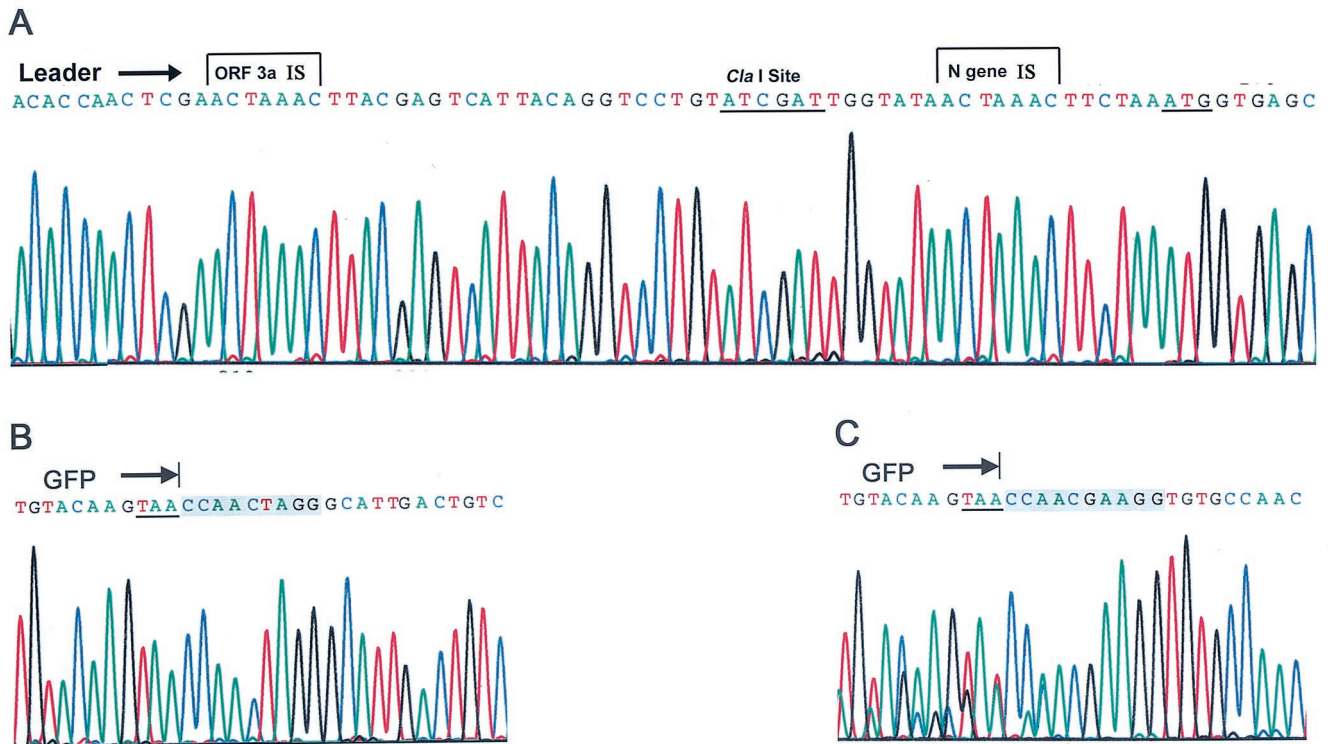 A
Leader → ORF 3a IS Cla I Site N gene IS
ACACCAACTCGAACTAAACTTACGAGTCATTACAGGTCCTGTATCGATTGGTATAACTAAACTTCTAAATGGTGAGC
B
GFP →|
TGTACAAGTAACCAACTAGGGCATTGACTGTC
C
GFP →|
TGTACAAGTAACCAACGAAGGTGTGCCAAC